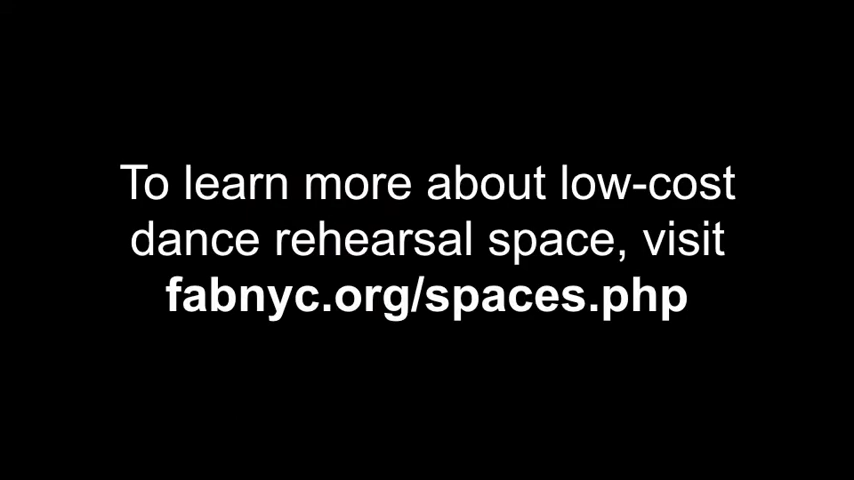 To learn more about low-cost
dance rehearsal space, visit
fabnyc.org/spaces.php